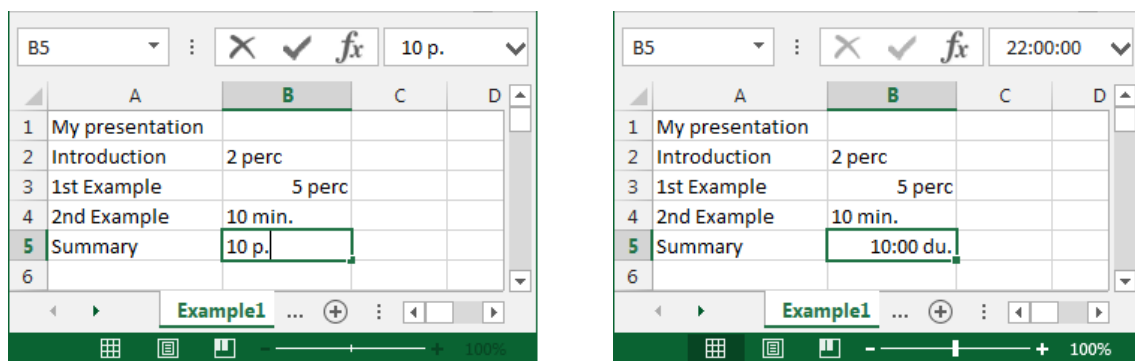 B5 fx 10 p.
A B C D
1 My presentation
2 Introduction 2 perc
3 1st Example 5 perc
4 2nd Example 10 min.
5 Summary 10 p.
6
Example1 ...
100%
B5 fx 22:00:00
A B C D
1 My presentation
2 Introduction 2 perc
3 1st Example 5 perc
4 2nd Example 10 min.
5 Summary 10:00 du.
6
Example1 ...
100%